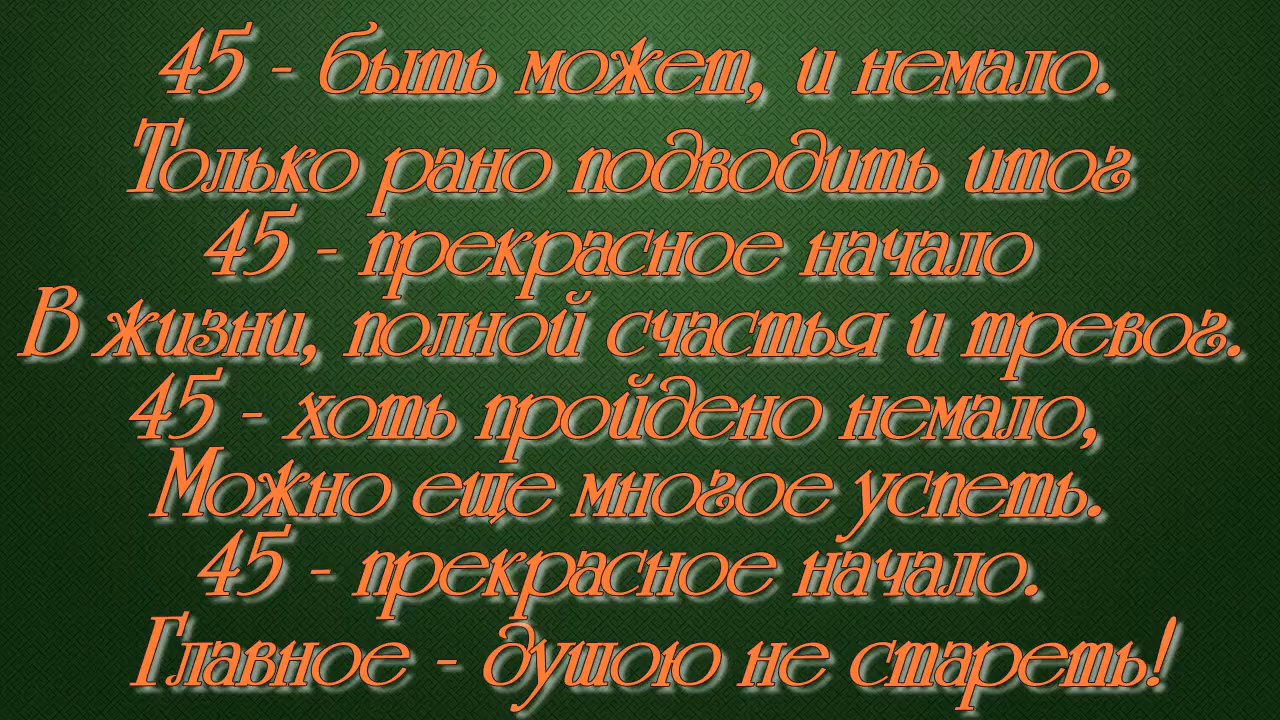 45 - быть может, и немало.
Только рано подводить итог
45 - прекрасное начало
В жизни, полной счастья и тревог.
45 - хоть пройдено немало,
Можно еще многое успеть.
45 - прекрасное начало.
Главное - душою не стареть!